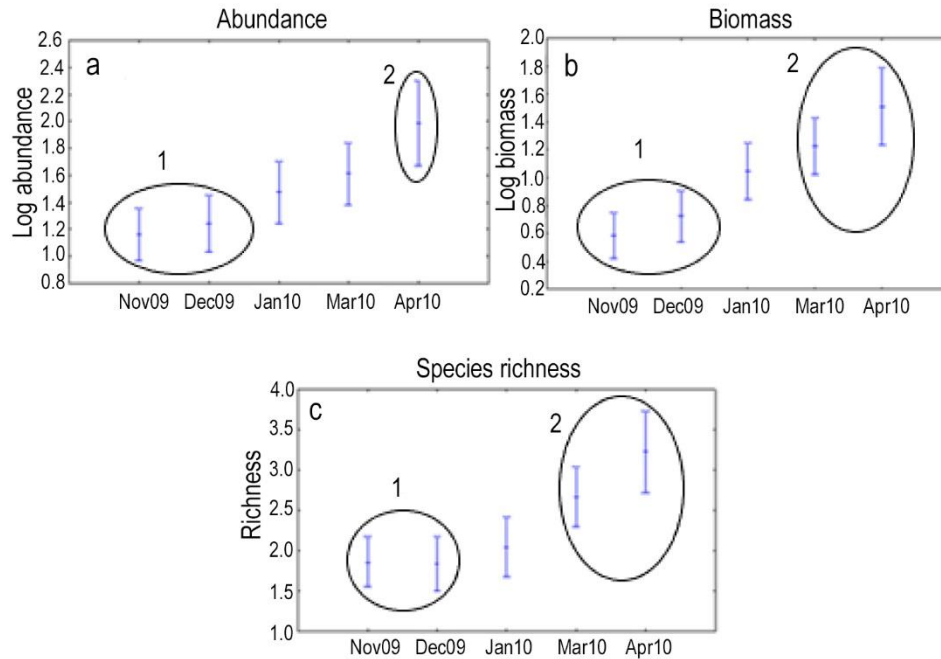 Abundance
a
2.6
2.4
2.2
2.0
1.8
1.6
1.4
1.2
1.0
0.8
Log abundance
1
2
Nov09 Dec09 Jan10 Mar10 Apr10
Biomass
b
2.0
1.8
1.6
1.4
1.2
1.0
0.8
0.6
0.4
0.2
Log biomass
1
2
Nov09 Dec09 Jan10 Mar10 Apr10
Species richness
c
4.0
3.5
3.0
2.5
2.0
1.5
1.0
Richness
1
2
Nov09 Dec09 Jan10 Mar10 Apr10